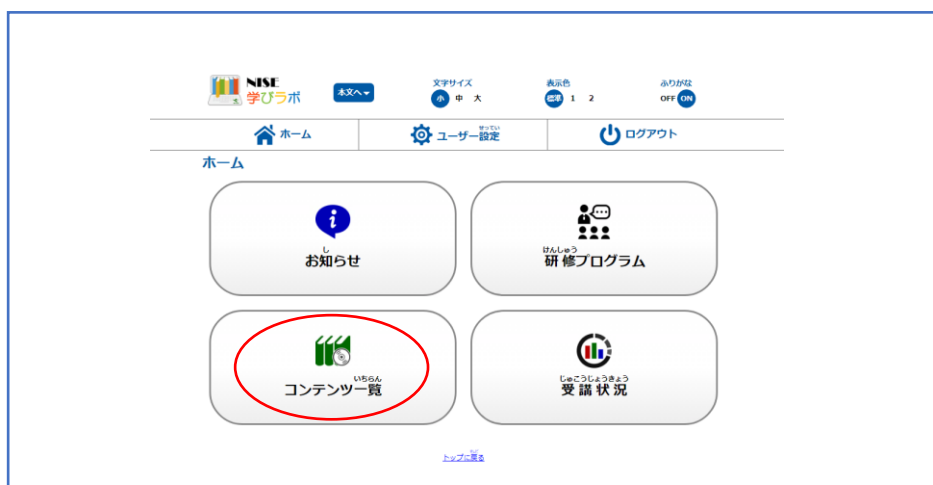 NISE
学びラボ
本文へ
文字サイズ
小 中 大
表示色
標準 1 2
ふりがな
OFF ON
ホーム
せってい
ユーザー設定
ログアウト
ホーム
し
お知らせ
けんしゅう
研修プログラム
いちらん
コンテンツ一覧
じゅこうじょうきょう
受講状況
トップに戻る